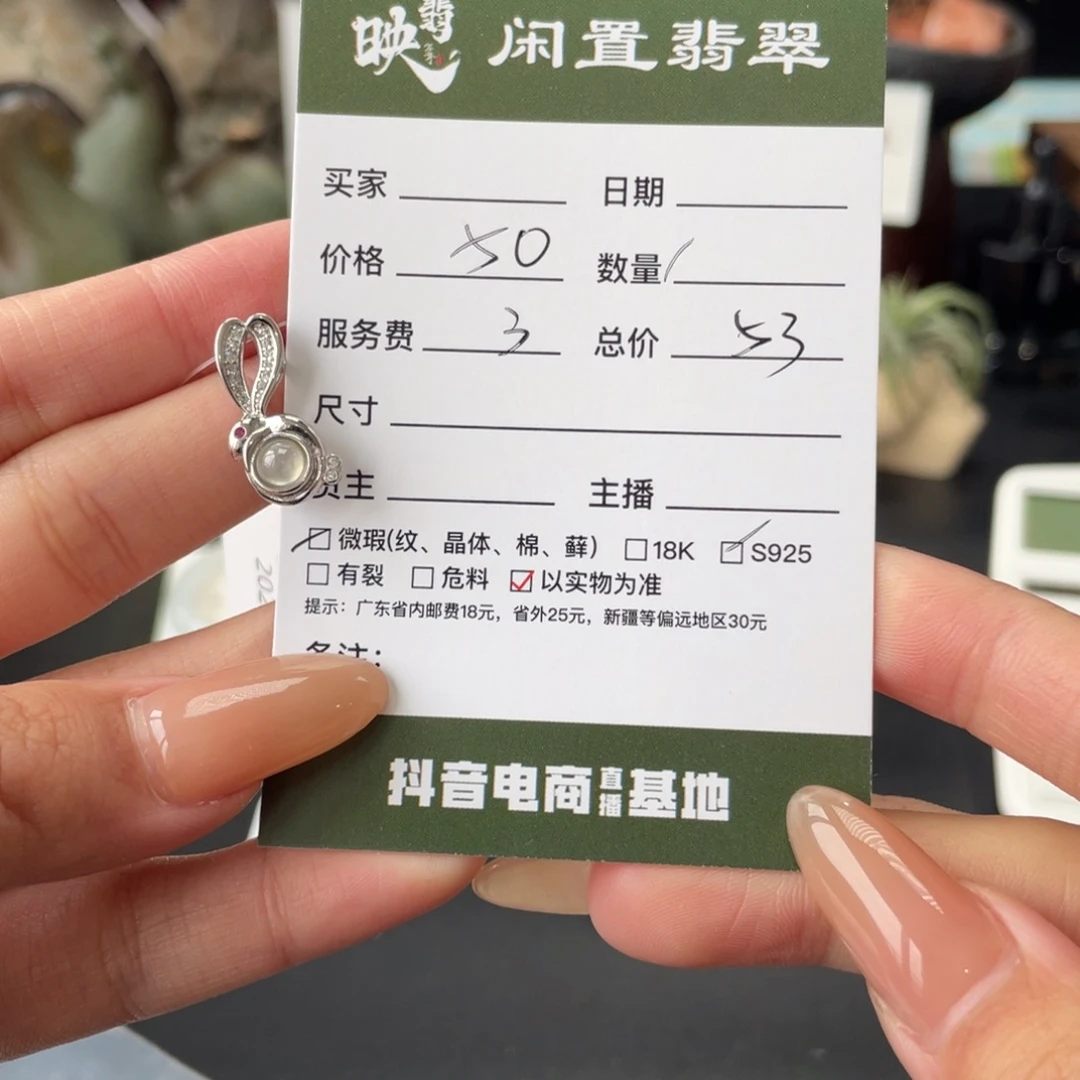 映翡 闲置翡翠
买家 日期
价格 50 数量 1
服务费 3 总价 53
尺寸
货主 主播
微瑕(纹、晶体、棉、藓) 18K S925
有裂 危料 以实物为准
提示：广东省内邮费18元，省外25元，新疆等偏远地区30元
备注：
抖音电商直播基地
202